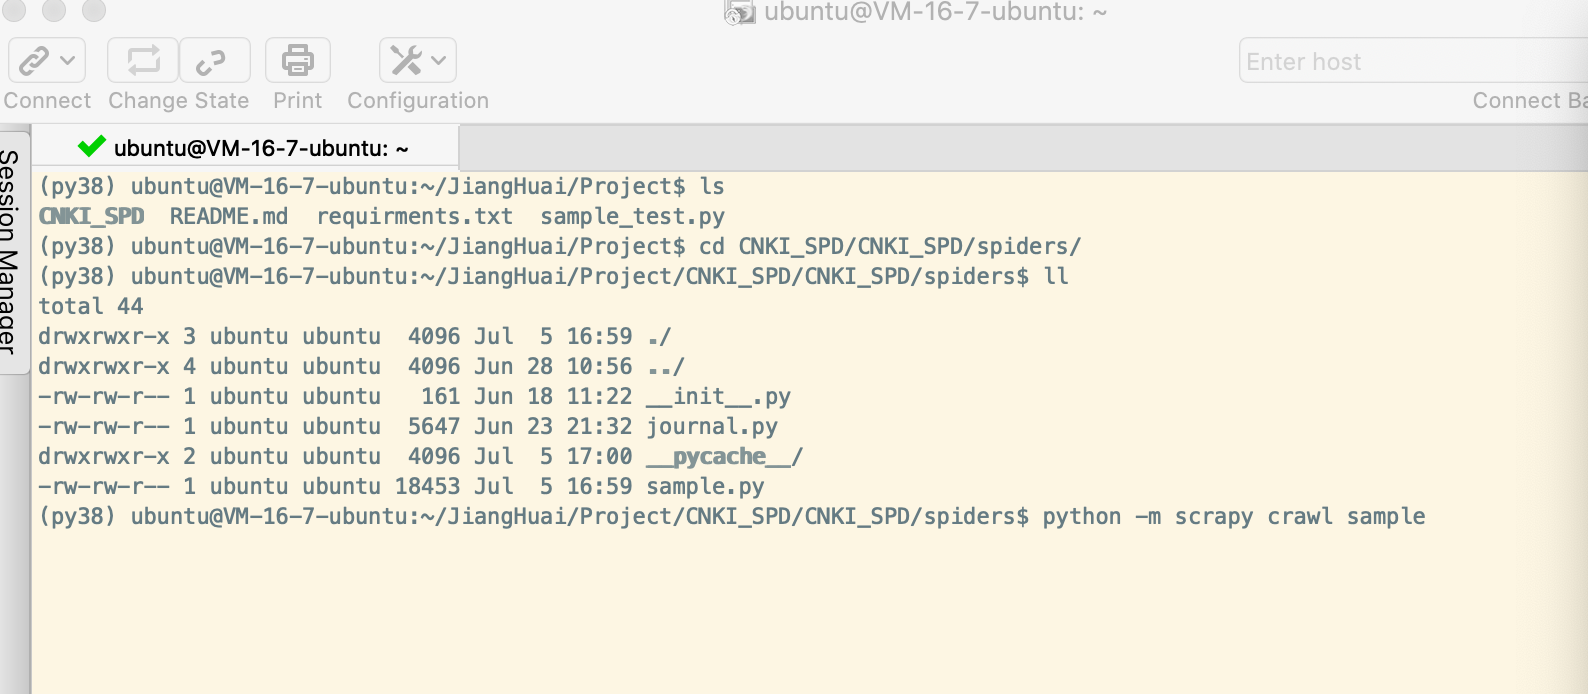 ubuntu@VM-16-7-ubuntu: ~
Enter host
Connect Change State Print Configuration
Connect
Session Manager
ubuntu@VM-16-7-ubuntu: ~
(py38) ubuntu@VM-16-7-ubuntu:~/JiangHuai/Project$ ls
CNKI_SPD  README.md  requirments.txt  sample_test.py
(py38) ubuntu@VM-16-7-ubuntu:~/JiangHuai/Project$ cd CNKI_SPD/CNKI_SPD/spiders/
(py38) ubuntu@VM-16-7-ubuntu:~/JiangHuai/Project/CNKI_SPD/CNKI_SPD/spiders$ ll
total 44
drwxrwxr-x 3 ubuntu ubuntu  4096 Jul  5 16:59 ./
drwxrwxr-x 4 ubuntu ubuntu  4096 Jun 28 10:56 ../
-rw-rw-r-- 1 ubuntu ubuntu   161 Jun 18 11:22 __init__.py
-rw-rw-r-- 1 ubuntu ubuntu  5647 Jun 23 21:32 journal.py
drwxrwxr-x 2 ubuntu ubuntu  4096 Jul  5 17:00 __pycache__/
-rw-rw-r-- 1 ubuntu ubuntu 18453 Jul  5 16:59 sample.py
(py38) ubuntu@VM-16-7-ubuntu:~/JiangHuai/Project/CNKI_SPD/CNKI_SPD/spiders$ python -m scrapy crawl sample